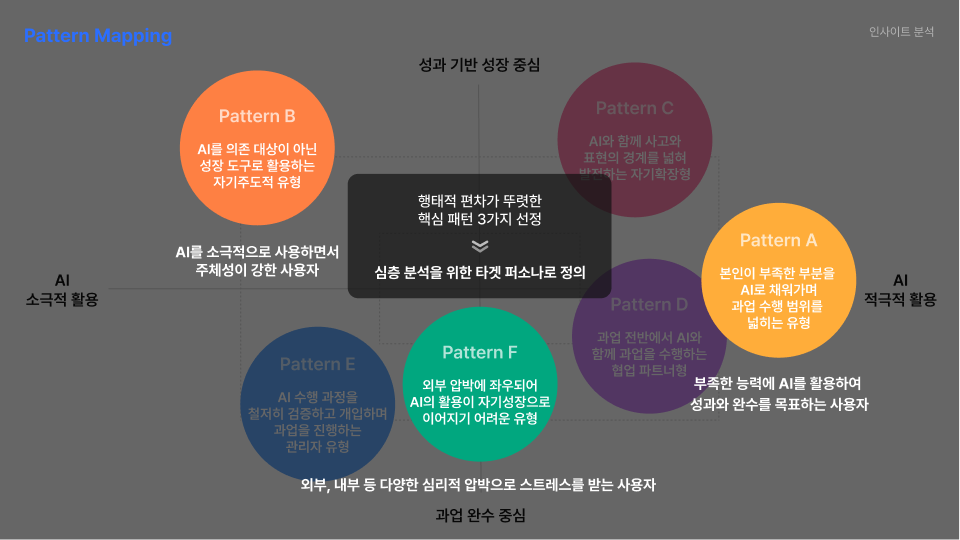 Pattern Mapping
인사이트 분석
성과 기반 성장 중심
Pattern B
AI를 의존 대상이 아닌
성장 도구로 활용하는
자기주도적 유형
Pattern C
AI와 함께 사고와
표현의 경계를 넓혀
발전하는 자기확장형
행태적 편차가 뚜렷한
핵심 패턴 3가지 선정
심층 분석을 위한 타겟 퍼소나로 정의
AI를 소극적으로 사용하면서
주체성이 강한 사용자
Pattern A
본인이 부족한 부분을
AI로 채워가며
과업 수행 범위를
넓히는 유형
AI
소극적 활용
AI
적극적 활용
Pattern D
과업 전반에서 AI와
함께 과업을 수행하는
협업 파트너형
Pattern E
AI 수행 과정을
철저히 검증하고 개입하며
과업을 진행하는
관리자 유형
Pattern F
외부 압박에 좌우되어
AI의 활용이 자기성장으로
이어지기 어려운 유형
부족한 능력에 AI를 활용하여
성과와 완수를 목표하는 사용자
외부, 내부 등 다양한 심리적 압박으로 스트레스를 받는 사용자
과업 완수 중심